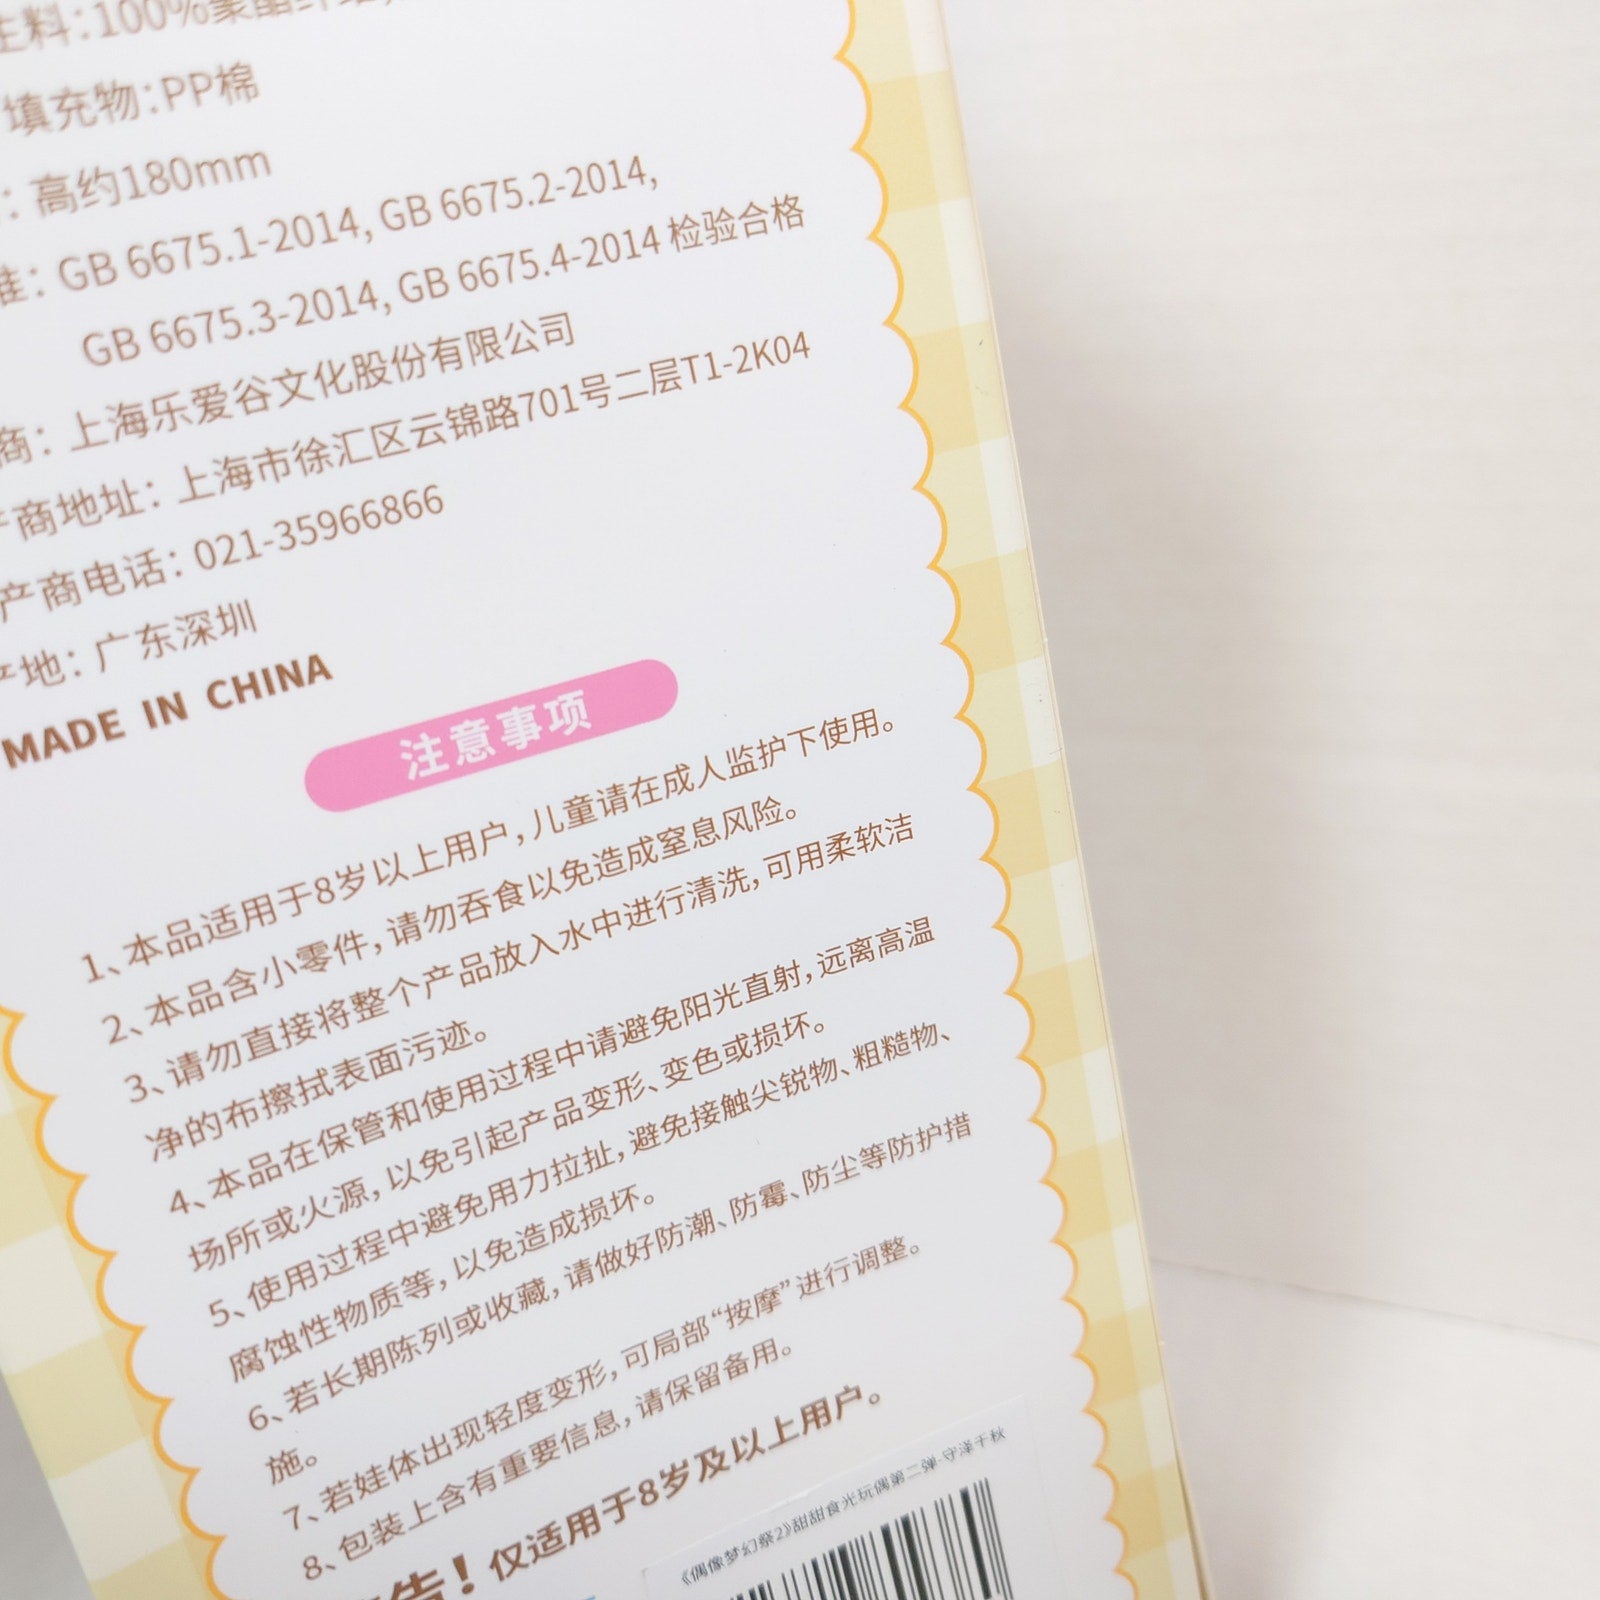 主料：100%聚酯纤维
填充物：PP棉
：高约180mm
准：GB 6675.1-2014, GB 6675.2-2014,
GB 6675.3-2014, GB 6675.4-2014 检验合格
商：上海乐爱谷文化股份有限公司
产商地址：上海市徐汇区云锦路701号二层T1-2K04
产商电话：021-35966866
产地：广东深圳
MADE IN CHINA
注意事项
1、本品适用于8岁以上用户，儿童请在成人监护下使用。
2、本品含小零件，请勿吞食以免造成窒息风险。
3、请勿直接将整个产品放入水中进行清洗，可用柔软洁
净的布擦拭表面污迹。
4、本品在保管和使用过程中请避免阳光直射，远离高温
场所或火源，以免引起产品变形、变色或损坏。
5、使用过程中避免用力拉扯，避免接触尖锐物、粗糙物、
腐蚀性物质等，以免造成损坏。
6、若长期陈列或收藏，请做好防潮、防霉、防尘等防护措
施。
7、若娃体出现轻度变形，可局部“按摩”进行调整。
8、包装上含有重要信息，请保留备用。
告！仅适用于8岁及以上用户。
《偶像梦幻祭2》甜甜食光玩偶第二弹-守泽千秋